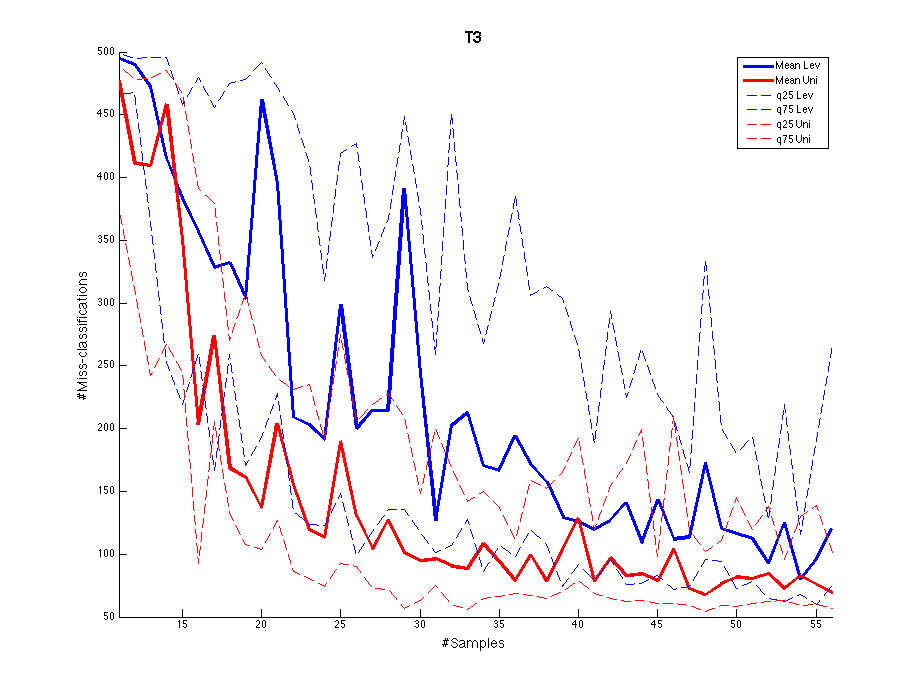 T3
500
450
400
350
300
250
200
150
100
50
#Miss-classifications
Mean Lev
Mean Uni
q25 Lev
q75 Lev
q25 Uni
q75 Uni
15 20 25 30 35 40 45 50 55
#Samples